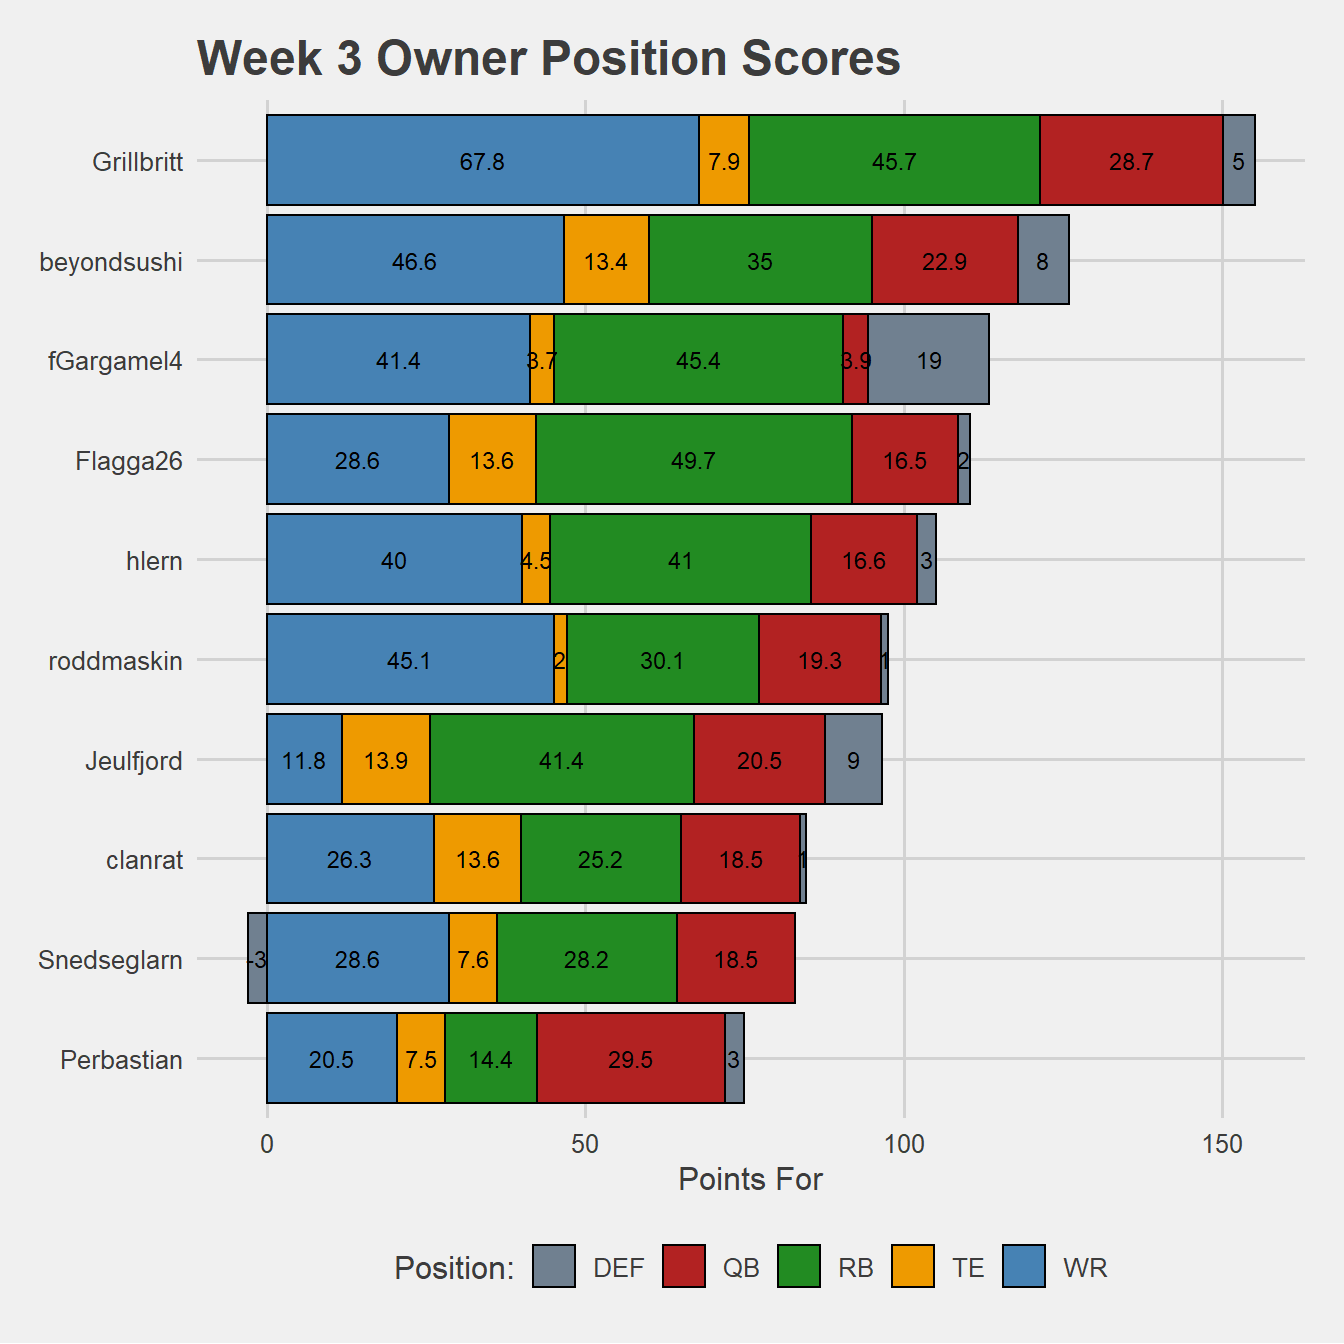 Week 3 Owner Position Scores
Grillbritt 67.8 7.9 45.7 28.7 5
beyondsushi 46.6 13.4 35 22.9 8
fGargamel4 41.4 3.7 45.4 3.9 19
Flagga26 28.6 13.6 49.7 16.5 2
hlern 40 4.5 41 16.6 3
roddmaskin 45.1 2 30.1 19.3 1
Jeulfjord 11.8 13.9 41.4 20.5 9
clanrat 26.3 13.6 25.2 18.5 1
Snedseglarn -3 28.6 7.6 28.2 18.5
Perbastian 20.5 7.5 14.4 29.5 3
0 50 100 150
Points For
Position: DEF QB RB TE WR